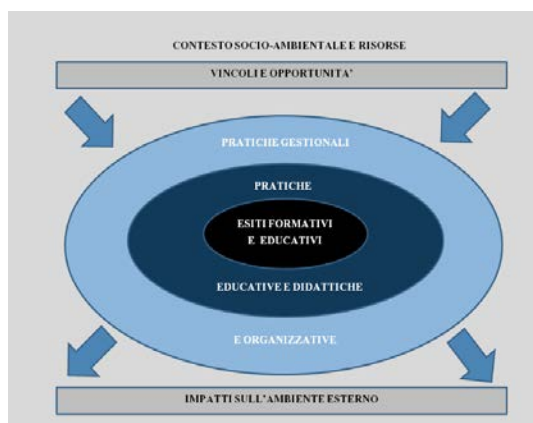 CONTESTO SOCIO-AMBIENTALE E RISORSE
VINCOLI E OPPORTUNITA'
PRATICHE GESTIONALI
PRATICHE
ESITI FORMATIVI
E EDUCATIVI
EDUCATIVE E DIDATTICHE
E ORGANIZZATIVE
IMPATTI SULL'AMBIENTE ESTERNO